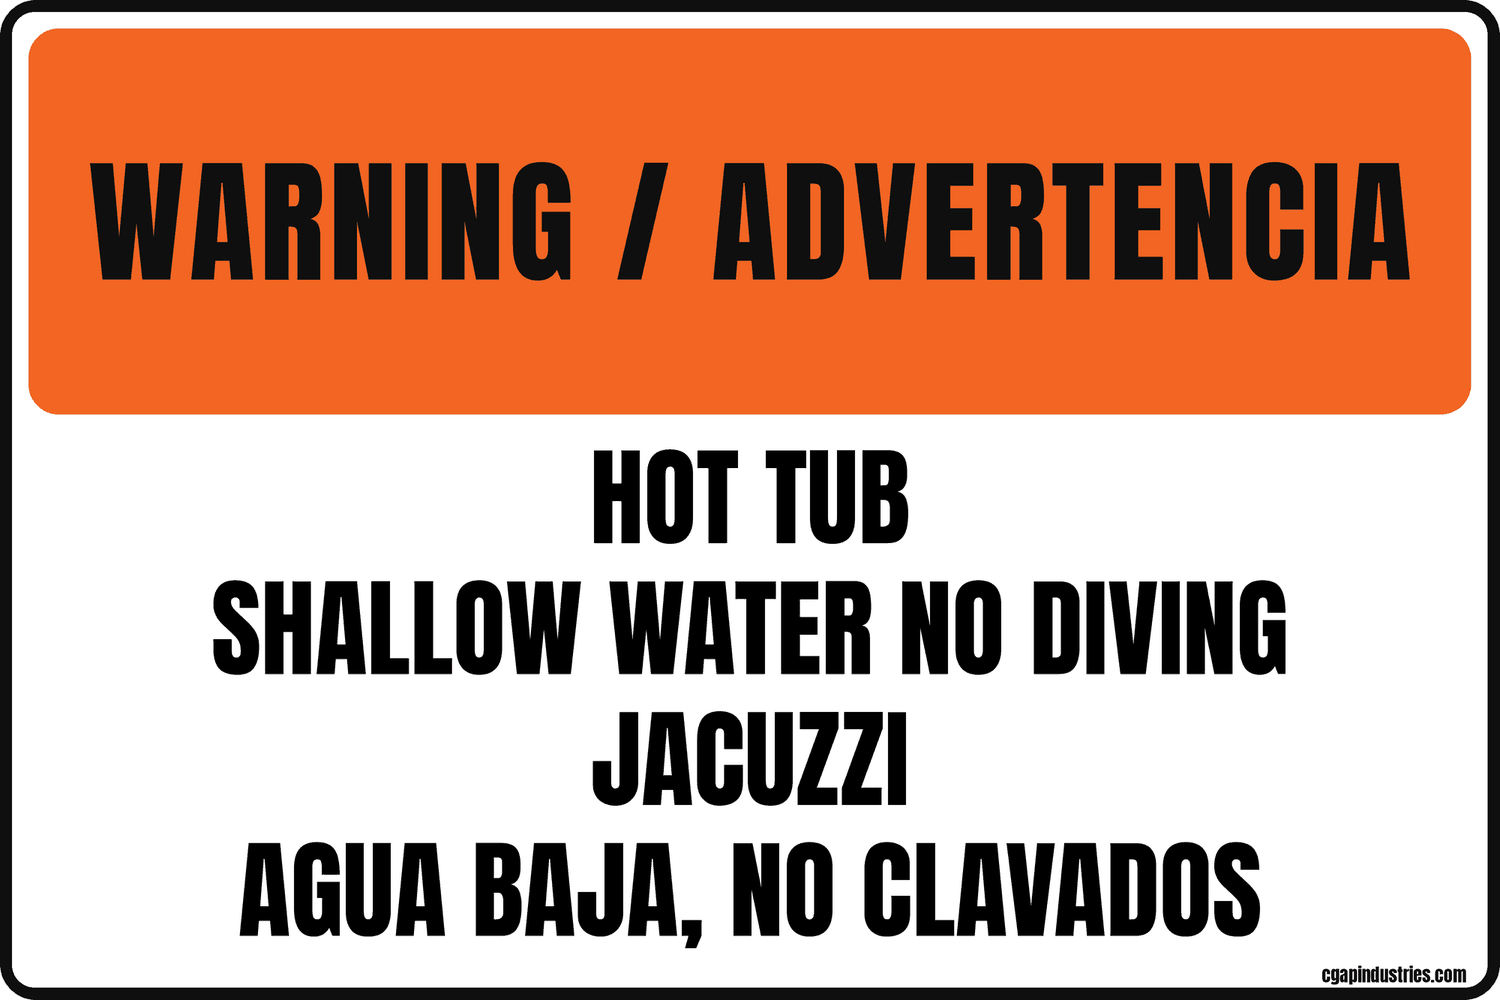 WARNING / ADVERTENCIA
HOT TUB
SHALLOW WATER NO DIVING
JACUZZI
AGUA BAJA, NO CLAVADOS
cgapindustries.com